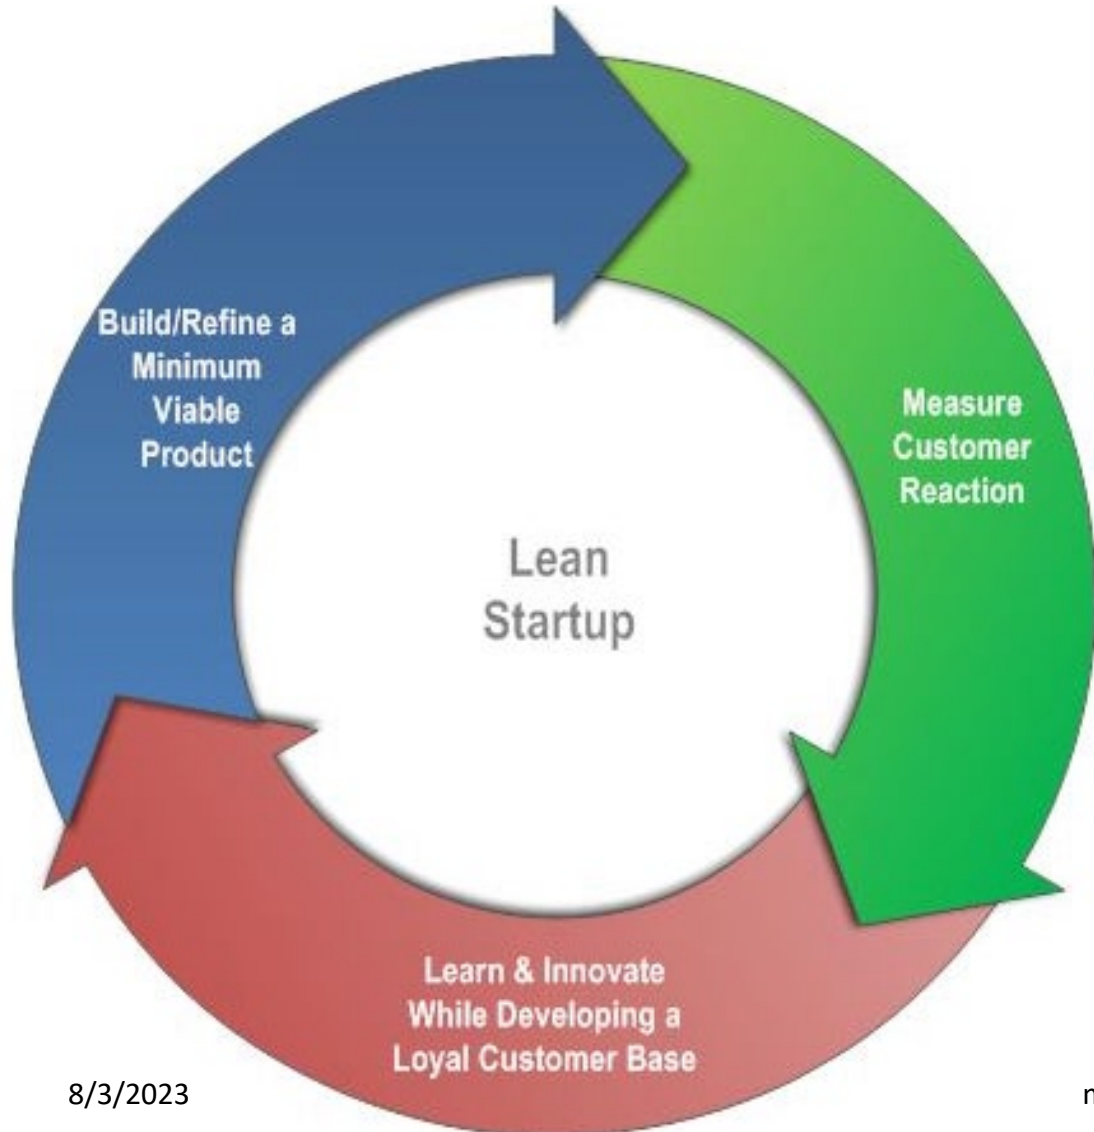 Build/Refine a
Minimum
Viable
Product
Measure
Customer
Reaction
Lean
Startup
Learn & Innovate
While Developing a
Loyal Customer Base
8/3/2023